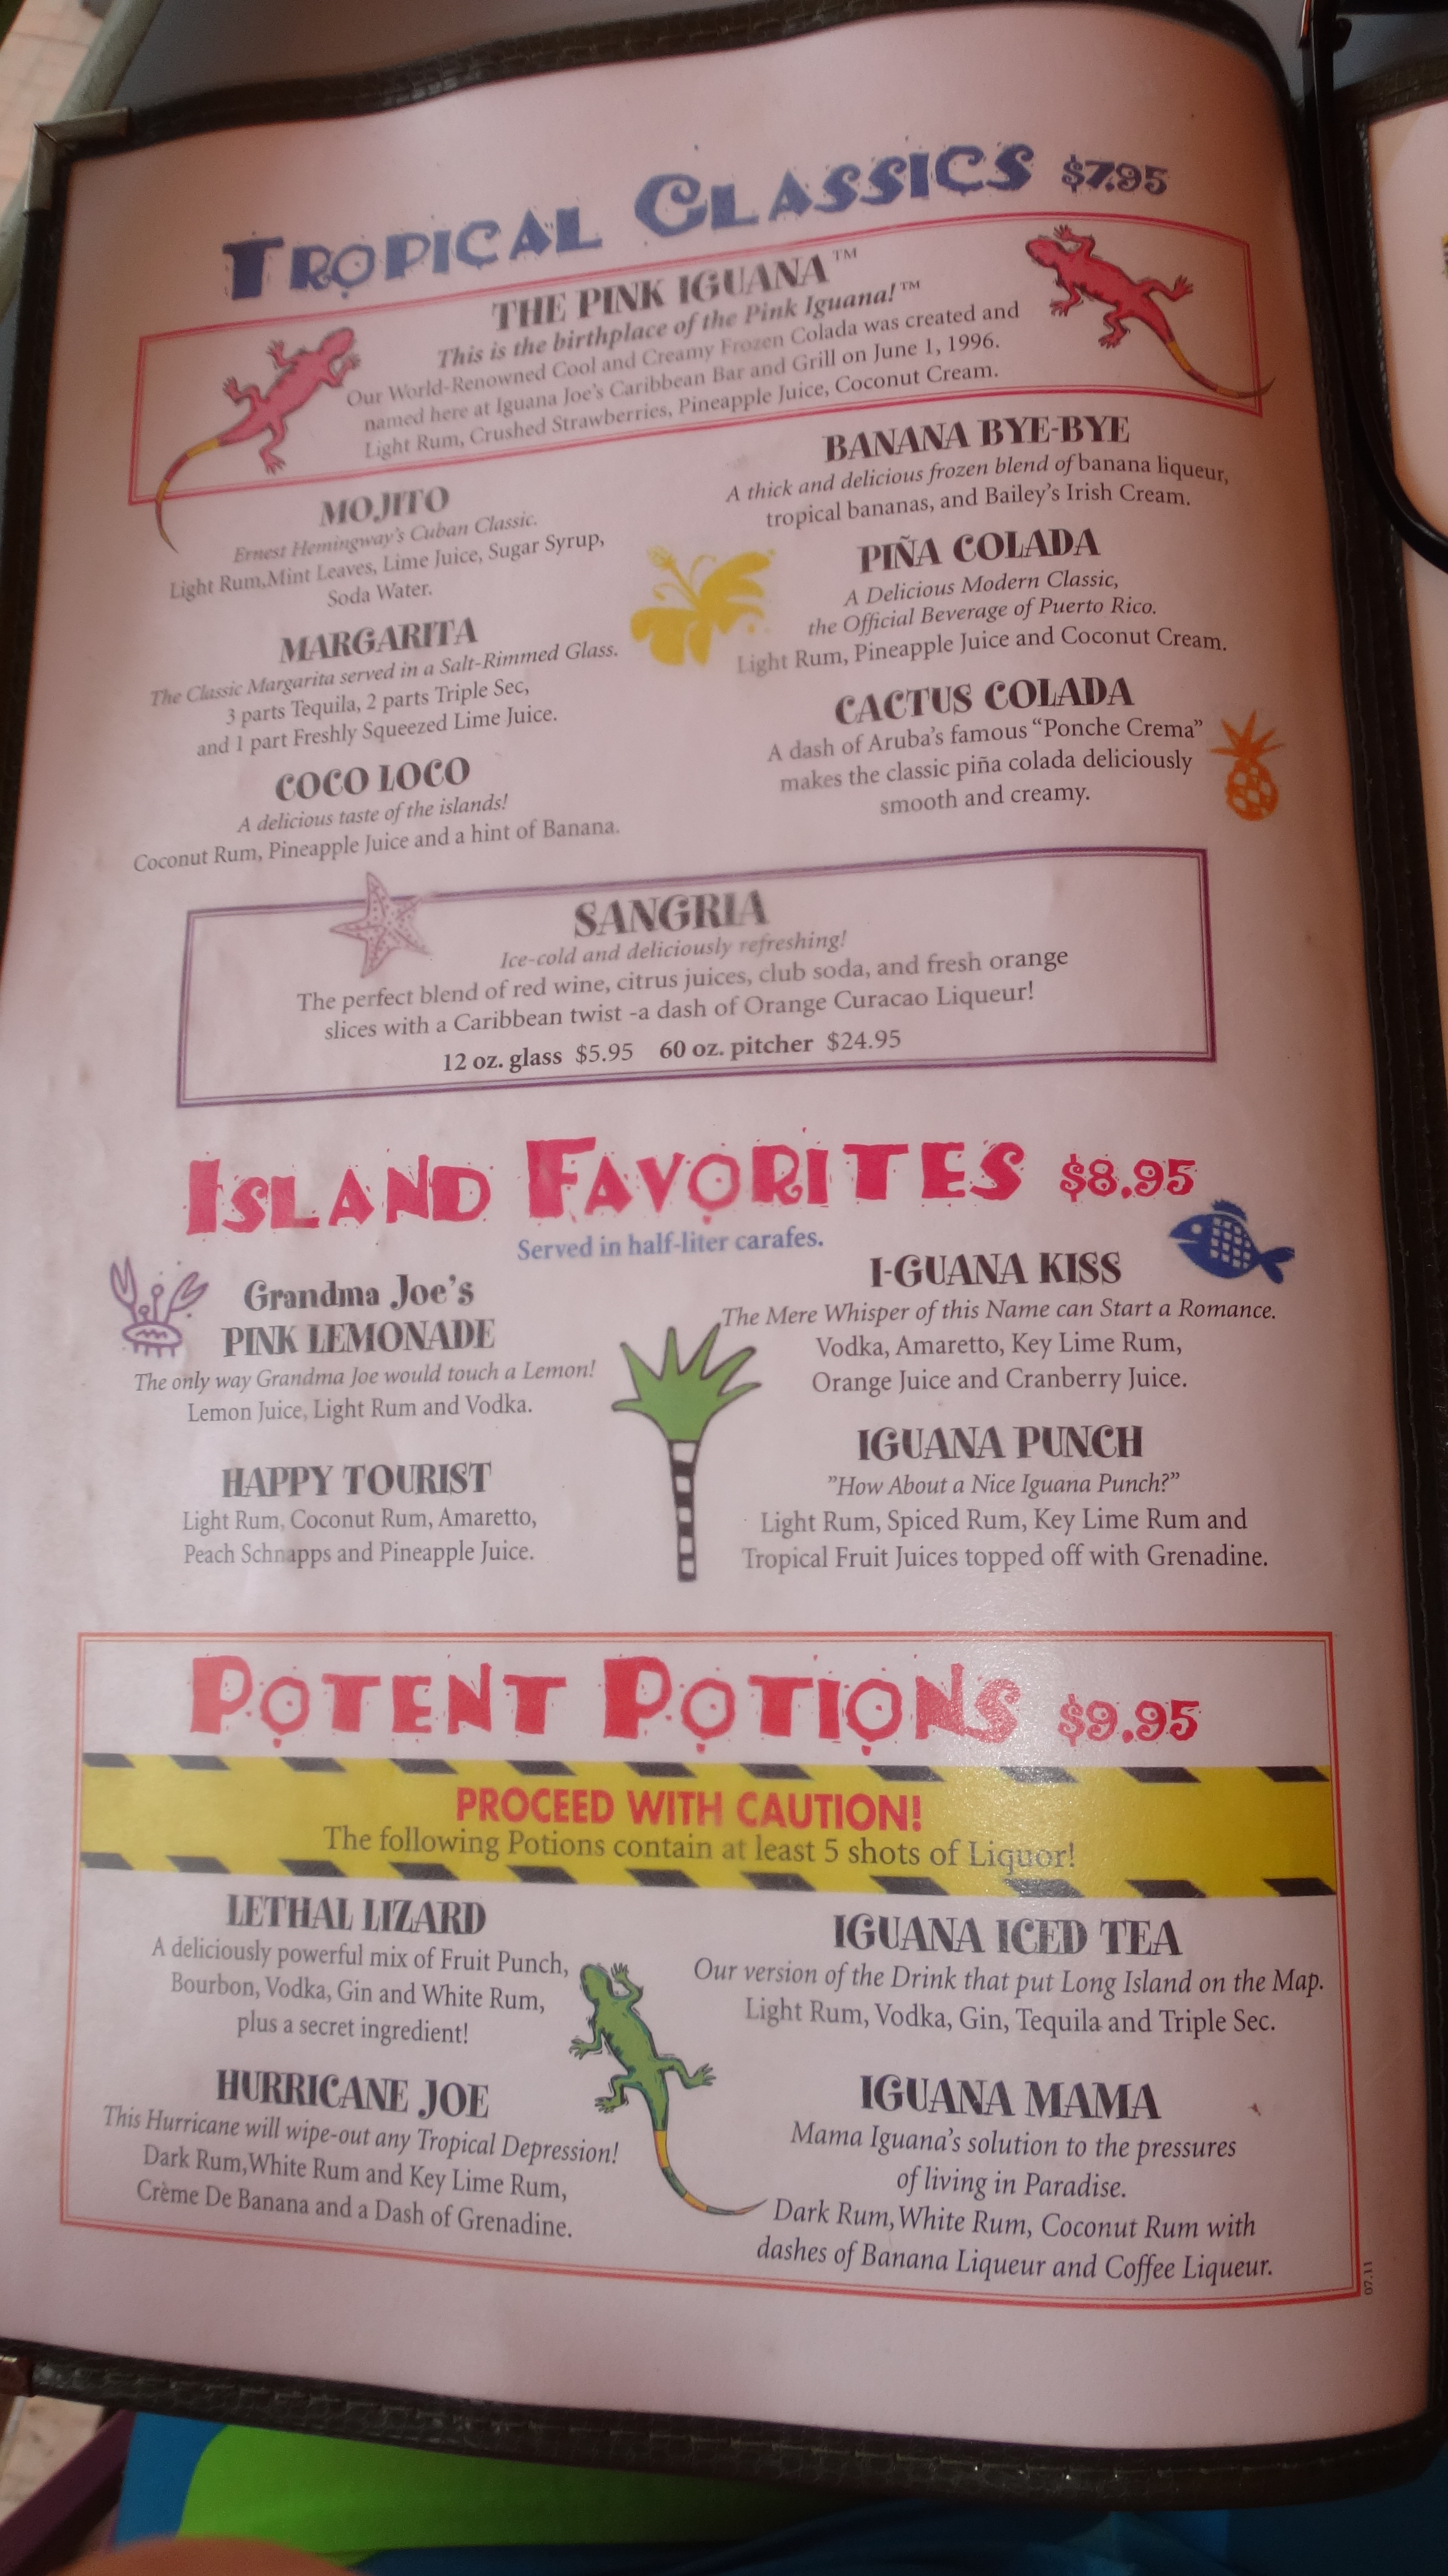 TROPICAL CLASSICS $7.95
THE PINK IGUANA™
This is the birthplace of the Pink Iguana!™
Our World-Renowned Cool and Creamy Frozen Colada was created and
named here at Iguana Joe's Caribbean Bar and Grill on June 1, 1996.
Light Rum, Crushed Strawberries, Pineapple Juice, Coconut Cream.
MOJITO
Ernest Hemingway's Cuban Classic.
Light Rum,Mint Leaves, Lime Juice, Sugar Syrup,
Soda Water.
MARGARITA
The Classic Margarita served in a Salt-Rimmed Glass.
3 parts Tequila, 2 parts Triple Sec,
and 1 part Freshly Squeezed Lime Juice.
COCO LOCO
A delicious taste of the islands!
Coconut Rum, Pineapple Juice and a hint of Banana.
BANANA BYE-BYE
A thick and delicious frozen blend of banana liqueur,
tropical bananas, and Bailey's Irish Cream.
PIÑA COLADA
A Delicious Modern Classic,
the Official Beverage of Puerto Rico.
Light Rum, Pineapple Juice and Coconut Cream.
CACTUS COLADA
A dash of Aruba's famous “Ponche Crema”
makes the classic piña colada deliciously
smooth and creamy.
SANGRIA
Ice-cold and deliciously refreshing!
The perfect blend of red wine, citrus juices, club soda, and fresh orange
slices with a Caribbean twist -a dash of Orange Curacao Liqueur!
12 oz. glass $5.95 60 oz. pitcher $24.95
ISLAND FAVORITES $8.95
Served in half-liter carafes.
Grandma Joe's
PINK LEMONADE
The only way Grandma Joe would touch a Lemon!
Lemon Juice, Light Rum and Vodka.
HAPPY TOURIST
Light Rum, Coconut Rum, Amaretto,
Peach Schnapps and Pineapple Juice.
I-GUANA KISS
The Mere Whisper of this Name can Start a Romance.
Vodka, Amaretto, Key Lime Rum,
Orange Juice and Cranberry Juice.
IGUANA PUNCH
”How About a Nice Iguana Punch?”
Light Rum, Spiced Rum, Key Lime Rum and
Tropical Fruit Juices topped off with Grenadine.
POTENT POTIONS $9.95
PROCEED WITH CAUTION!
The following Potions contain at least 5 shots of Liquor!
LETHAL LIZARD
A deliciously powerful mix of Fruit Punch,
Bourbon, Vodka, Gin and White Rum,
plus a secret ingredient!
HURRICANE JOE
This Hurricane will wipe-out any Tropical Depression!
Dark Rum,White Rum and Key Lime Rum,
Crème De Banana and a Dash of Grenadine.
IGUANA ICED TEA
Our version of the Drink that put Long Island on the Map.
Light Rum, Vodka, Gin, Tequila and Triple Sec.
IGUANA MAMA
Mama Iguana's solution to the pressures
of living in Paradise.
Dark Rum,White Rum, Coconut Rum with
dashes of Banana Liqueur and Coffee Liqueur.
07.11